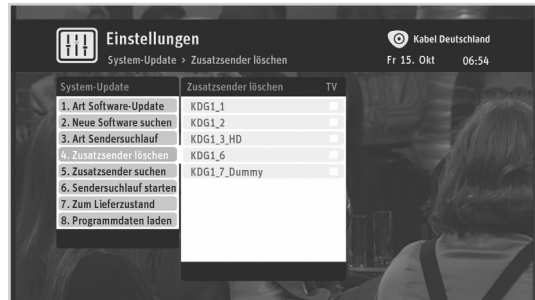 Einstellungen
Kabel Deutschland
System-Update > Zusatzsender löschen
Fr 15. Okt 06:54
System-Update
Zusatzsender löschen TV
1. Art Software-Update
2. Neue Software suchen
3. Art Sendersuchlauf
4. Zusatzsender löschen
5. Zusatzsender suchen
6. Sendersuchlauf starten
7. Zum Lieferzustand
8. Programmdaten laden
KDG1_1
KDG1_2
KDG1_3_HD
KDG1_6
KDG1_7_Dummy